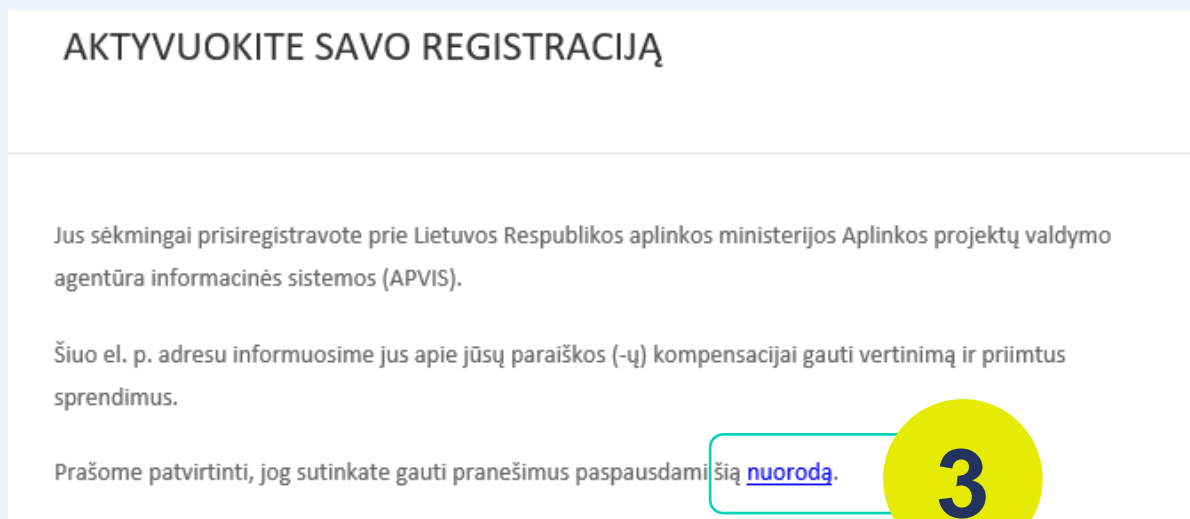 AKTYVUOKITE SAVO REGISTRACIJĄ
Jus sėkmingai prisiregistravote prie Lietuvos Respublikos aplinkos ministerijos Aplinkos projektų valdymo
agentūra informacinės sistemos (APVIS).
Šiuo el. p. adresu informuosime jus apie jūsų paraiškos (-ų) kompensacijai gauti vertinimą ir priimtus
sprendimus.
Prašome patvirtinti, jog sutinkate gauti pranešimus paspausdami šią nuorodą.
3